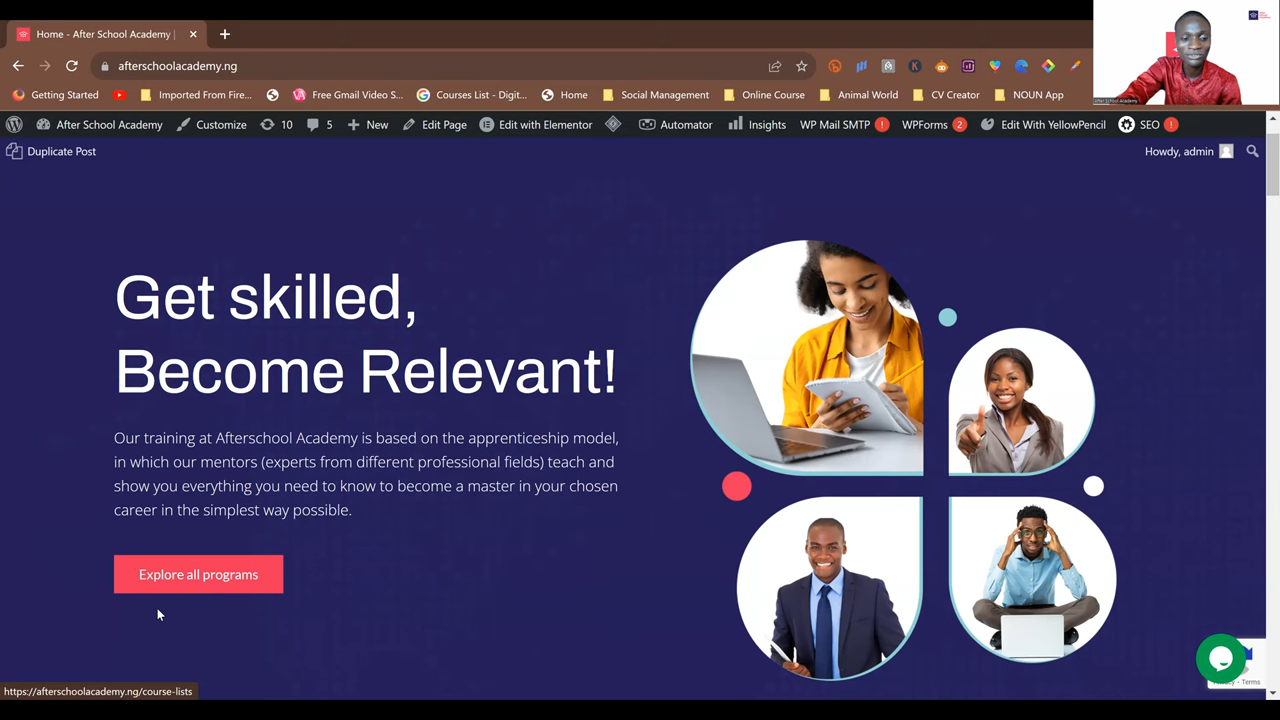 Home - After School Academy |
afterschoolacademy.ng
Getting Started
Imported From Fire...
Free Gmail Video S...
Courses List - Digit...
Home
Social Management
Online Course
Animal World
CV Creator
NOUN App
After School Academy
Customize
10
5
New
Edit Page
Edit with Elementor
Automator
Insights
WP Mail SMTP !
WPForms 2
Edit With YellowPencil
SEO !
Duplicate Post
Howdy, admin
Get skilled,
Become Relevant!
Our training at Afterschool Academy is based on the apprenticeship model,
in which our mentors (experts from different professional fields) teach and
show you everything you need to know to become a master in your chosen
career in the simplest way possible.
Explore all programs
Terms
https://afterschoolacademy.ng/course-lists